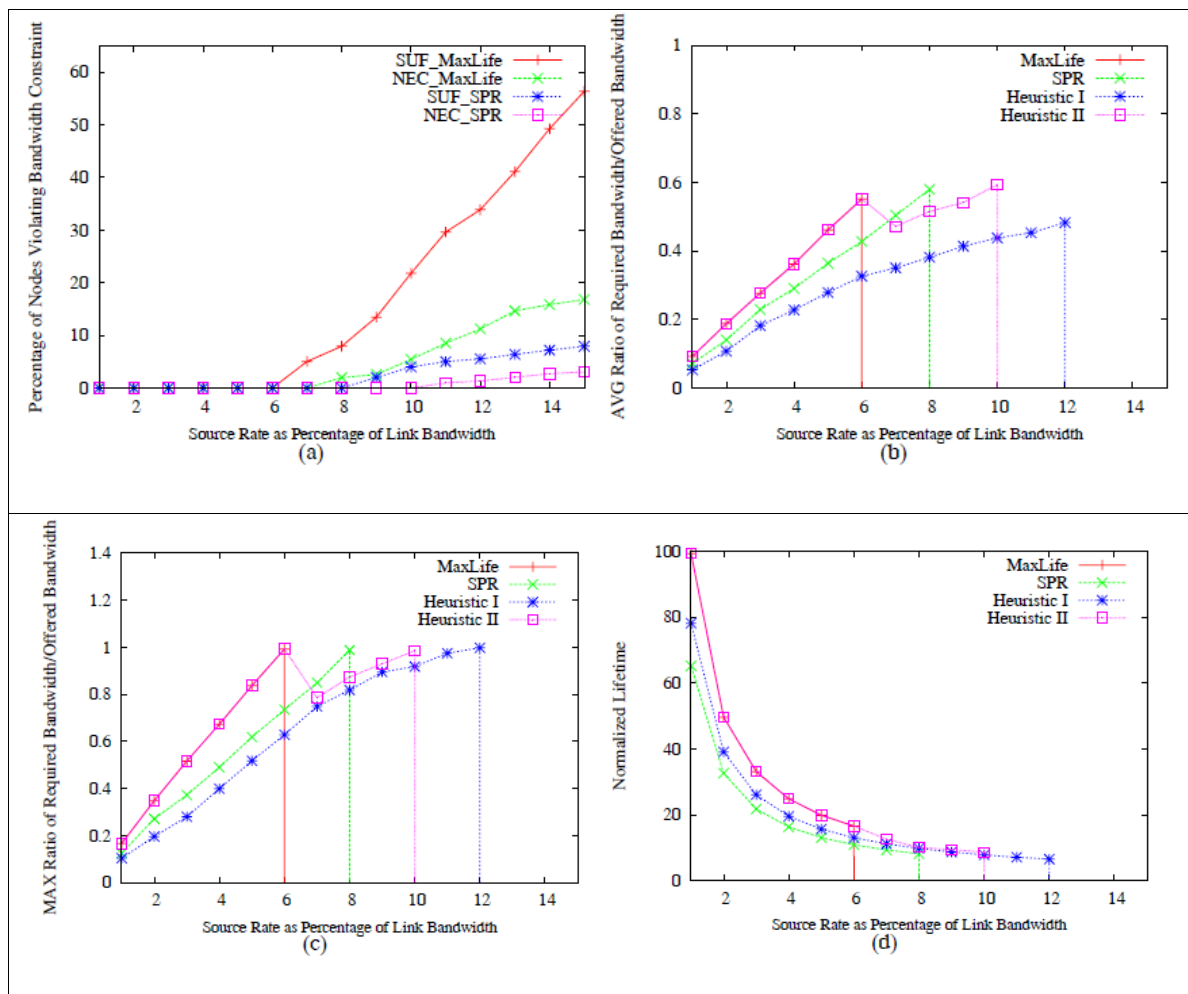 Percentage of Nodes Violating Bandwidth Constraint
60
50
40
30
20
10
0
2 4 6 8 10 12 14
SUF_MaxLife
NEC_MaxLife
SUF_SPR
NEC_SPR
Source Rate as Percentage of Link Bandwidth
(a)
AVG Ratio of Required Bandwidth/Offered Bandwidth
1
0.8
0.6
0.4
0.2
0
2 4 6 8 10 12 14
MaxLife
SPR
Heuristic I
Heuristic II
Source Rate as Percentage of Link Bandwidth
(b)
MAX Ratio of Required Bandwidth/Offered Bandwidth
1.4
1.2
1
0.8
0.6
0.4
0.2
0
2 4 6 8 10 12 14
MaxLife
SPR
Heuristic I
Heuristic II
Source Rate as Percentage of Link Bandwidth
(c)
Normalized Lifetime
100
80
60
40
20
0
2 4 6 8 10 12 14
MaxLife
SPR
Heuristic I
Heuristic II
Source Rate as Percentage of Link Bandwidth
(d)